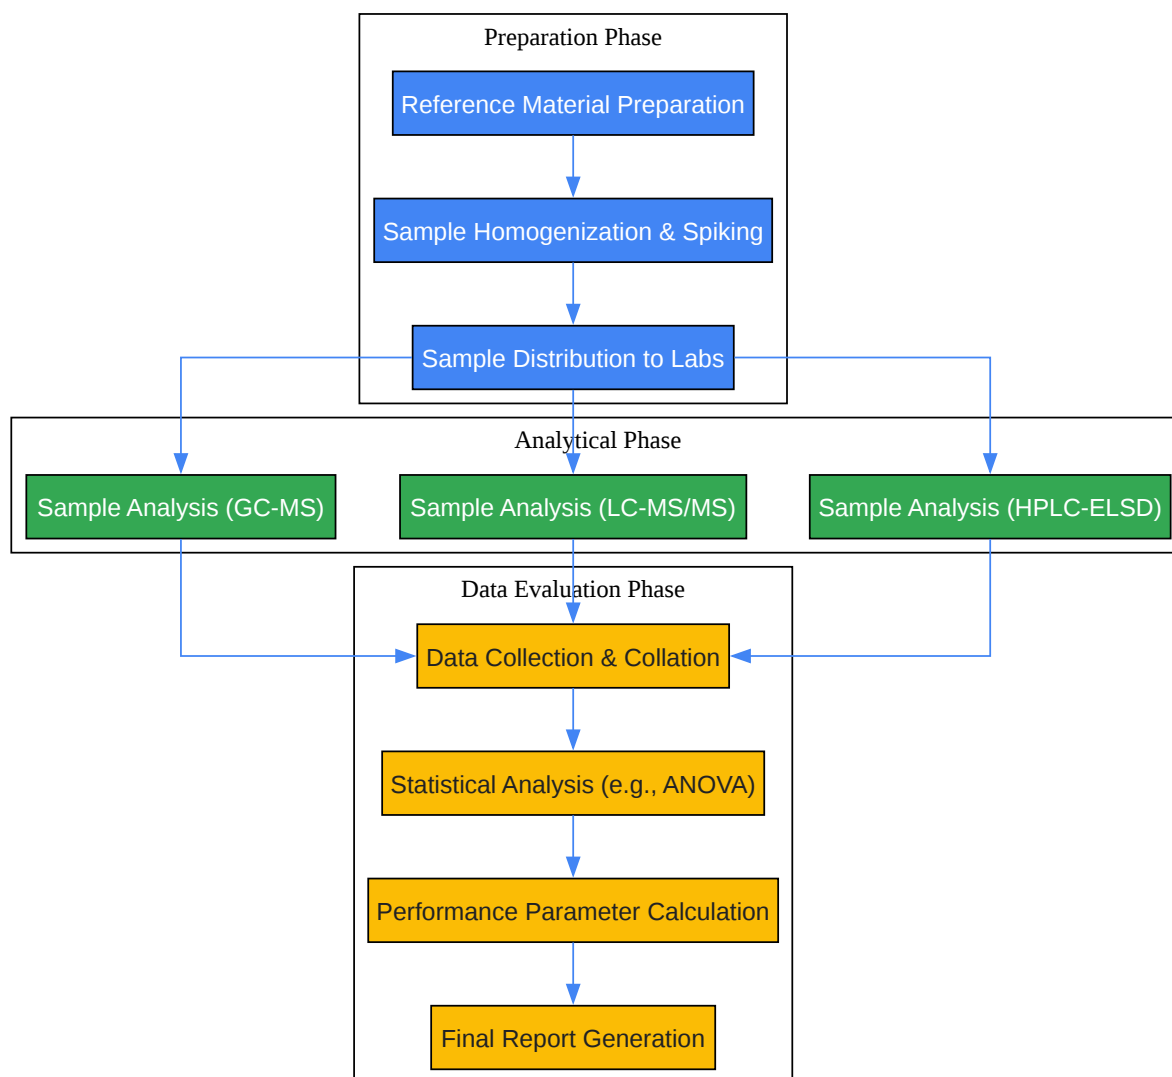 Preparation Phase
Reference Material Preparation
Sample Homogenization & Spiking
Sample Distribution to Labs
Analytical Phase
Sample Analysis (GC-MS)
Sample Analysis (LC-MS/MS)
Sample Analysis (HPLC-ELSD)
Data Evaluation Phase
Data Collection & Collation
Statistical Analysis (e.g., ANOVA)
Performance Parameter Calculation
Final Report Generation